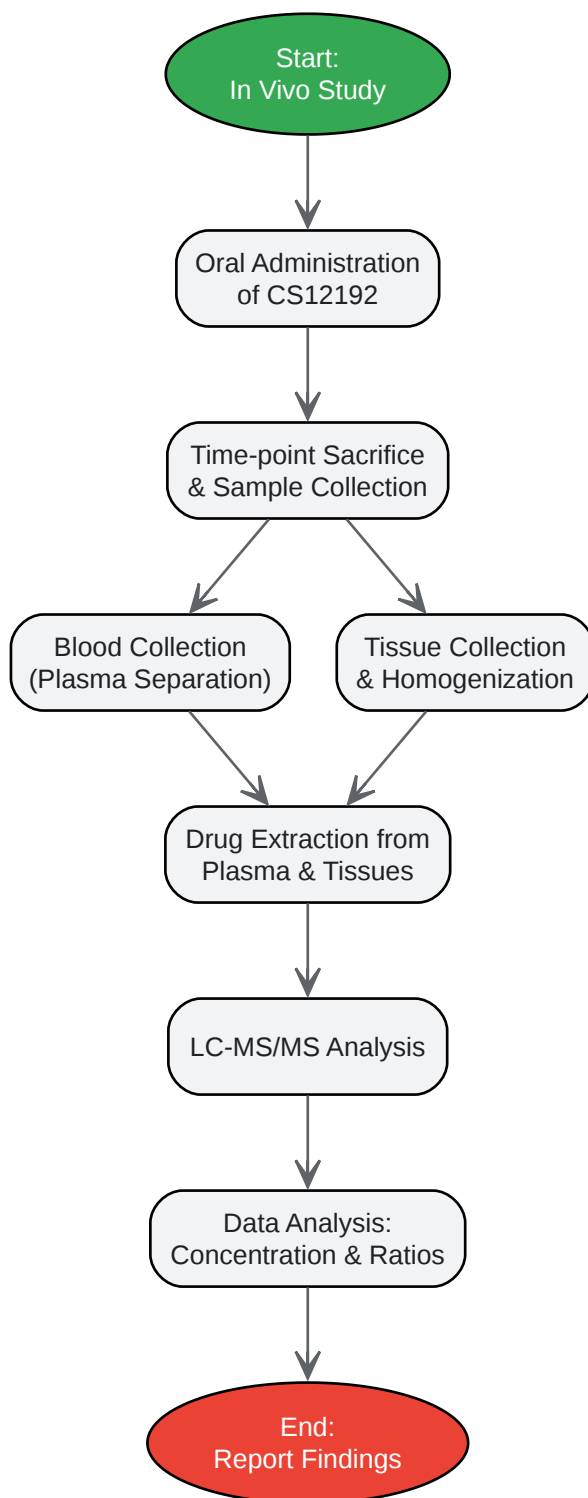 Start:
In Vivo Study
Oral Administration
of CS12192
Time-point Sacrifice
& Sample Collection
Blood Collection
(Plasma Separation)
Tissue Collection
& Homogenization
Drug Extraction from
Plasma & Tissues
LC-MS/MS Analysis
Data Analysis:
Concentration & Ratios
End:
Report Findings